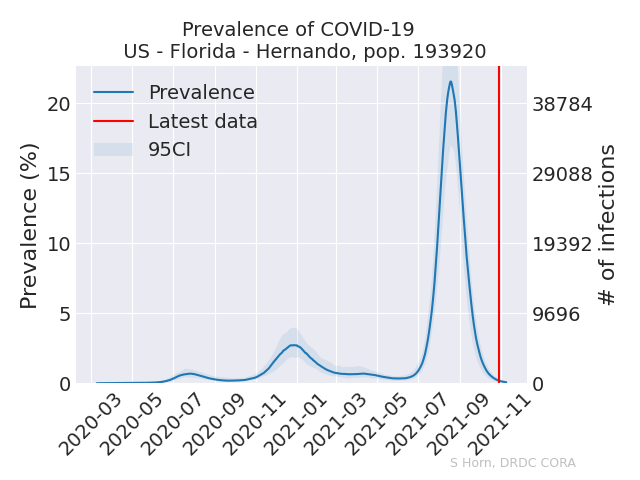 Prevalence of COVID-19
US - Florida - Hernando, pop. 193920
Prevalence
Latest data
95CI
Prevalence (%)
20
15
10
5
0
38784
29088
19392
9696
0
# of infections
2020-03
2020-05
2020-07
2020-09
2020-11
2021-01
2021-03
2021-05
2021-07
2021-09
2021-11
S Horn, DRDC CORA